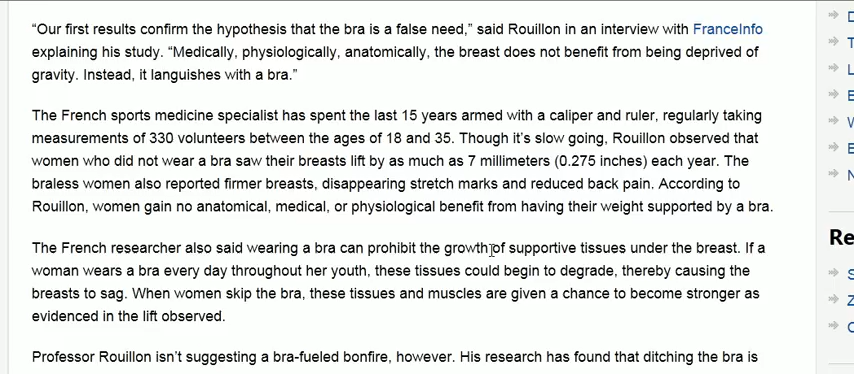 “Our first results confirm the hypothesis that the bra is a false need,” said Rouillon in an interview with FranceInfo
explaining his study. “Medically, physiologically, anatomically, the breast does not benefit from being deprived of
gravity. Instead, it languishes with a bra.”
The French sports medicine specialist has spent the last 15 years armed with a caliper and ruler, regularly taking
measurements of 330 volunteers between the ages of 18 and 35. Though it’s slow going, Rouillon observed that
women who did not wear a bra saw their breasts lift by as much as 7 millimeters (0.275 inches) each year. The
braless women also reported firmer breasts, disappearing stretch marks and reduced back pain. According to
Rouillon, women gain no anatomical, medical, or physiological benefit from having their weight supported by a bra.
The French researcher also said wearing a bra can prohibit the growth of supportive tissues under the breast. If a
woman wears a bra every day throughout her youth, these tissues could begin to degrade, thereby causing the
breasts to sag. When women skip the bra, these tissues and muscles are given a chance to become stronger as
evidenced in the lift observed.
Professor Rouillon isn’t suggesting a bra-fueled bonfire, however. His research has found that ditching the bra is
Re